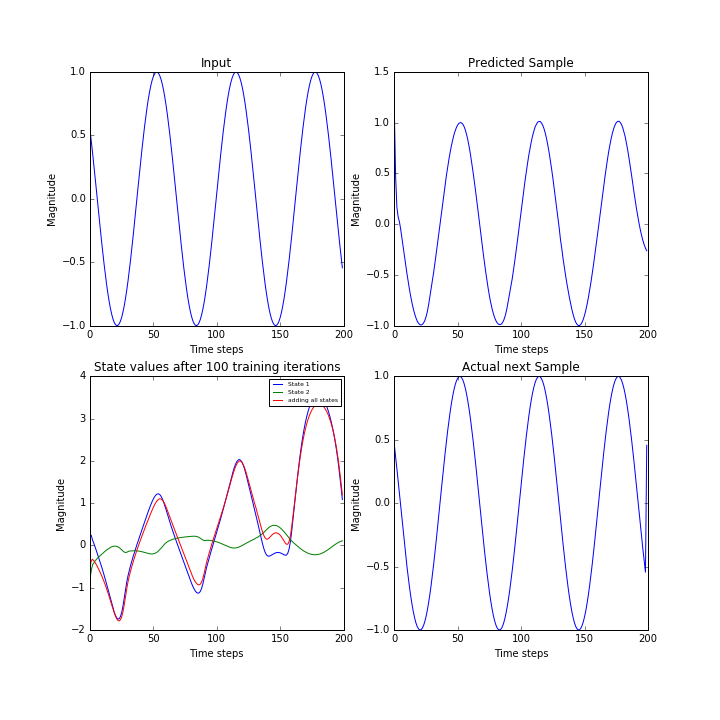 Input
1.0
0.5
0.0
−0.5
−1.0
Magnitude
0
50
100
150
200
Time steps
Predicted Sample
1.5
1.0
0.5
0.0
−0.5
−1.0
Magnitude
0
50
100
150
200
Time steps
State values after 100 training iterations
4
3
2
1
0
−1
−2
Magnitude
State 1
State 2
adding all states
0
50
100
150
200
Time steps
Actual next Sample
1.0
0.5
0.0
−0.5
−1.0
Magnitude
0
50
100
150
200
Time steps